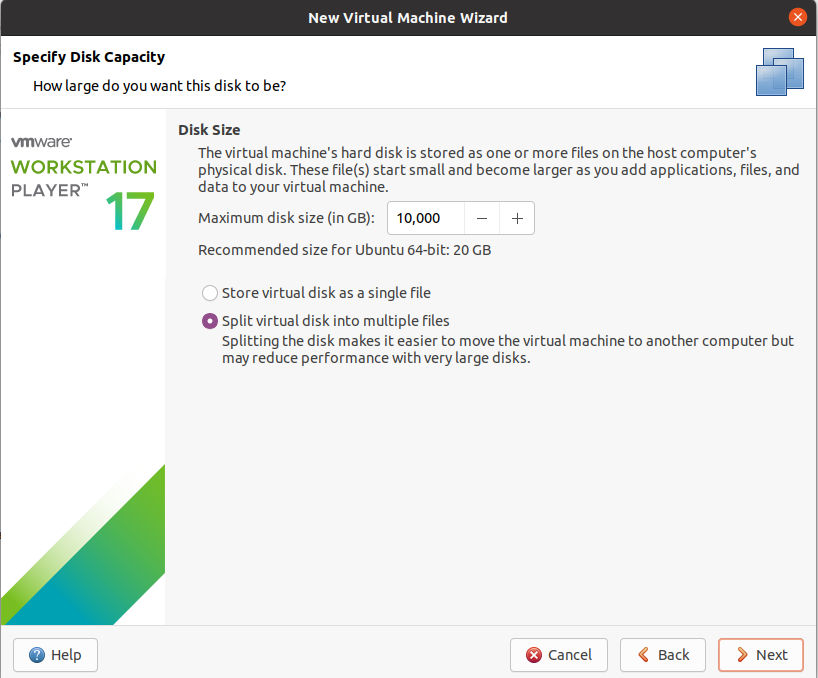 New Virtual Machine Wizard
Specify Disk Capacity
How large do you want this disk to be?
vmware®
WORKSTATION
PLAYER™
17
Disk Size
The virtual machine's hard disk is stored as one or more files on the host computer's
physical disk. These file(s) start small and become larger as you add applications, files, and
data to your virtual machine.
Maximum disk size (in GB): 10,000 − +
Recommended size for Ubuntu 64-bit: 20 GB
Store virtual disk as a single file
Split virtual disk into multiple files
Splitting the disk makes it easier to move the virtual machine to another computer but
may reduce performance with very large disks.
Help Cancel Back Next